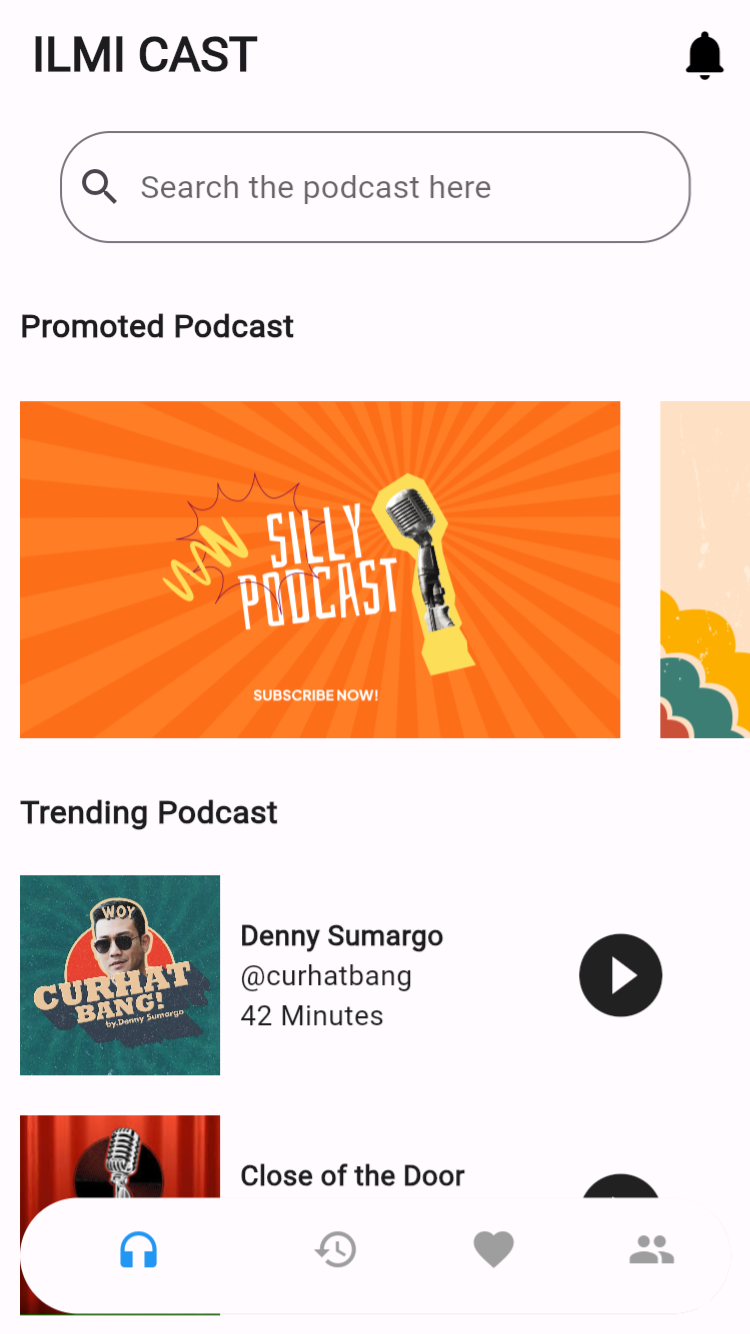 ILMI CAST
Search the podcast here
Promoted Podcast
SILLY
PODCAST
SUBSCRIBE NOW!
Trending Podcast
WOY
CURHAT
BANG!
by.Denny Sumargo
Denny Sumargo
@curhatbang
42 Minutes
Close of the Door